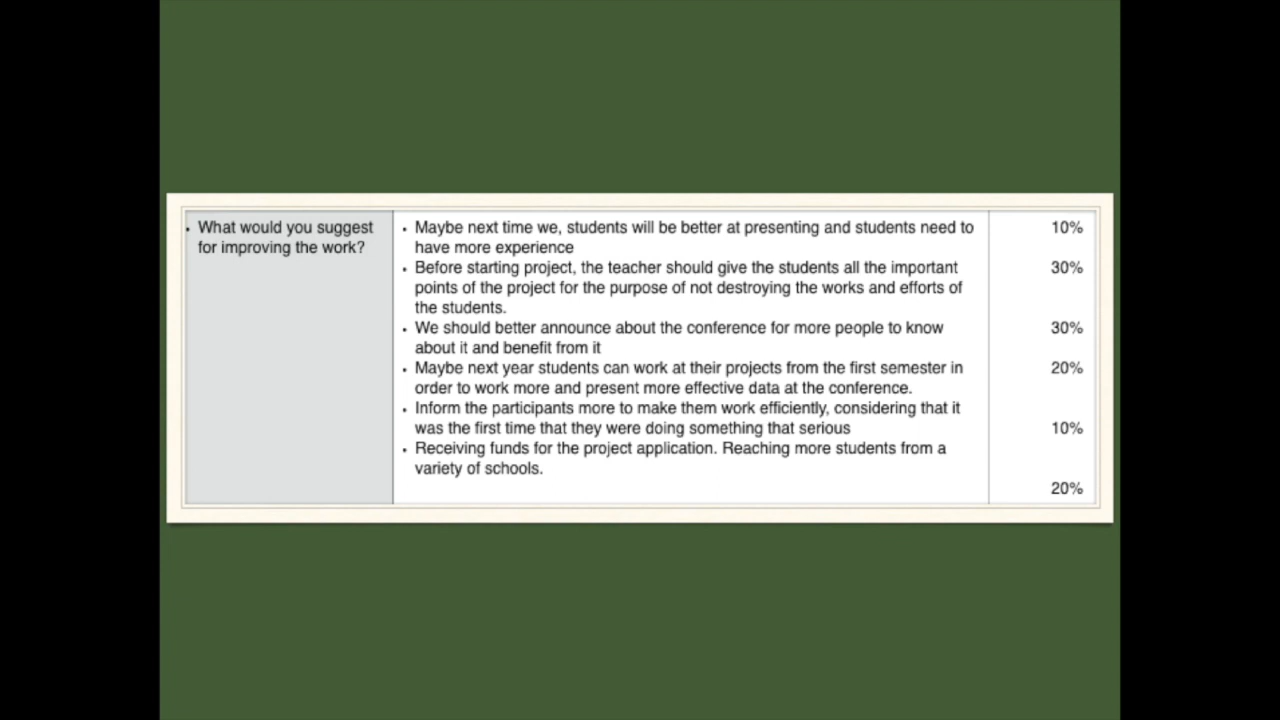 • What would you suggest
for improving the work?
• Maybe next time we, students will be better at presenting and students need to
have more experience
10%
• Before starting project, the teacher should give the students all the important
points of the project for the purpose of not destroying the works and efforts of
the students.
30%
• We should better announce about the conference for more people to know
about it and benefit from it
30%
• Maybe next year students can work at their projects from the first semester in
order to work more and present more effective data at the conference.
20%
• Inform the participants more to make them work efficiently, considering that it
was the first time that they were doing something that serious
10%
• Receiving funds for the project application. Reaching more students from a
variety of schools.
20%